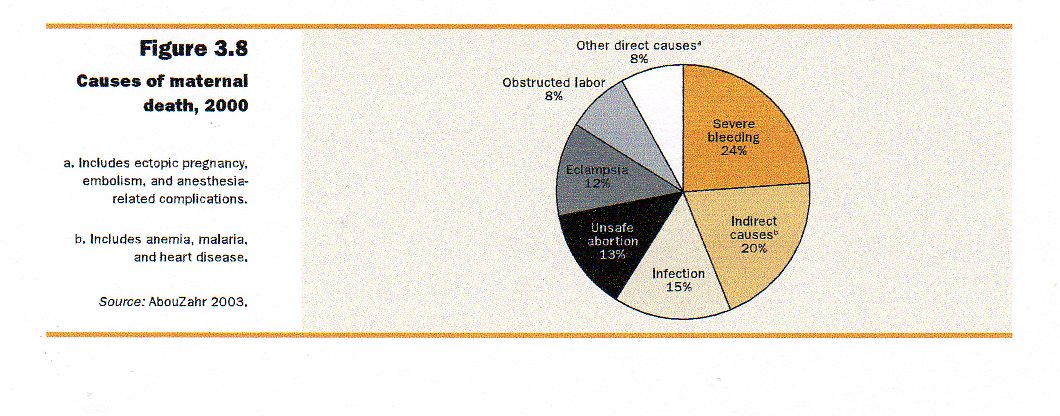 Figure 3.8
Causes of maternal
death, 2000
a. Includes ectopic pregnancy,
embolism, and anesthesia-
related complications.
b. Includes anemia, malaria,
and heart disease.
Source: AbouZahr 2003.
Other direct causesᵃ
8%
Obstructed labor
8%
Severe
bleeding
24%
Eclampsia
12%
Indirect
causesᵇ
20%
Unsafe
abortion
13%
Infection
15%